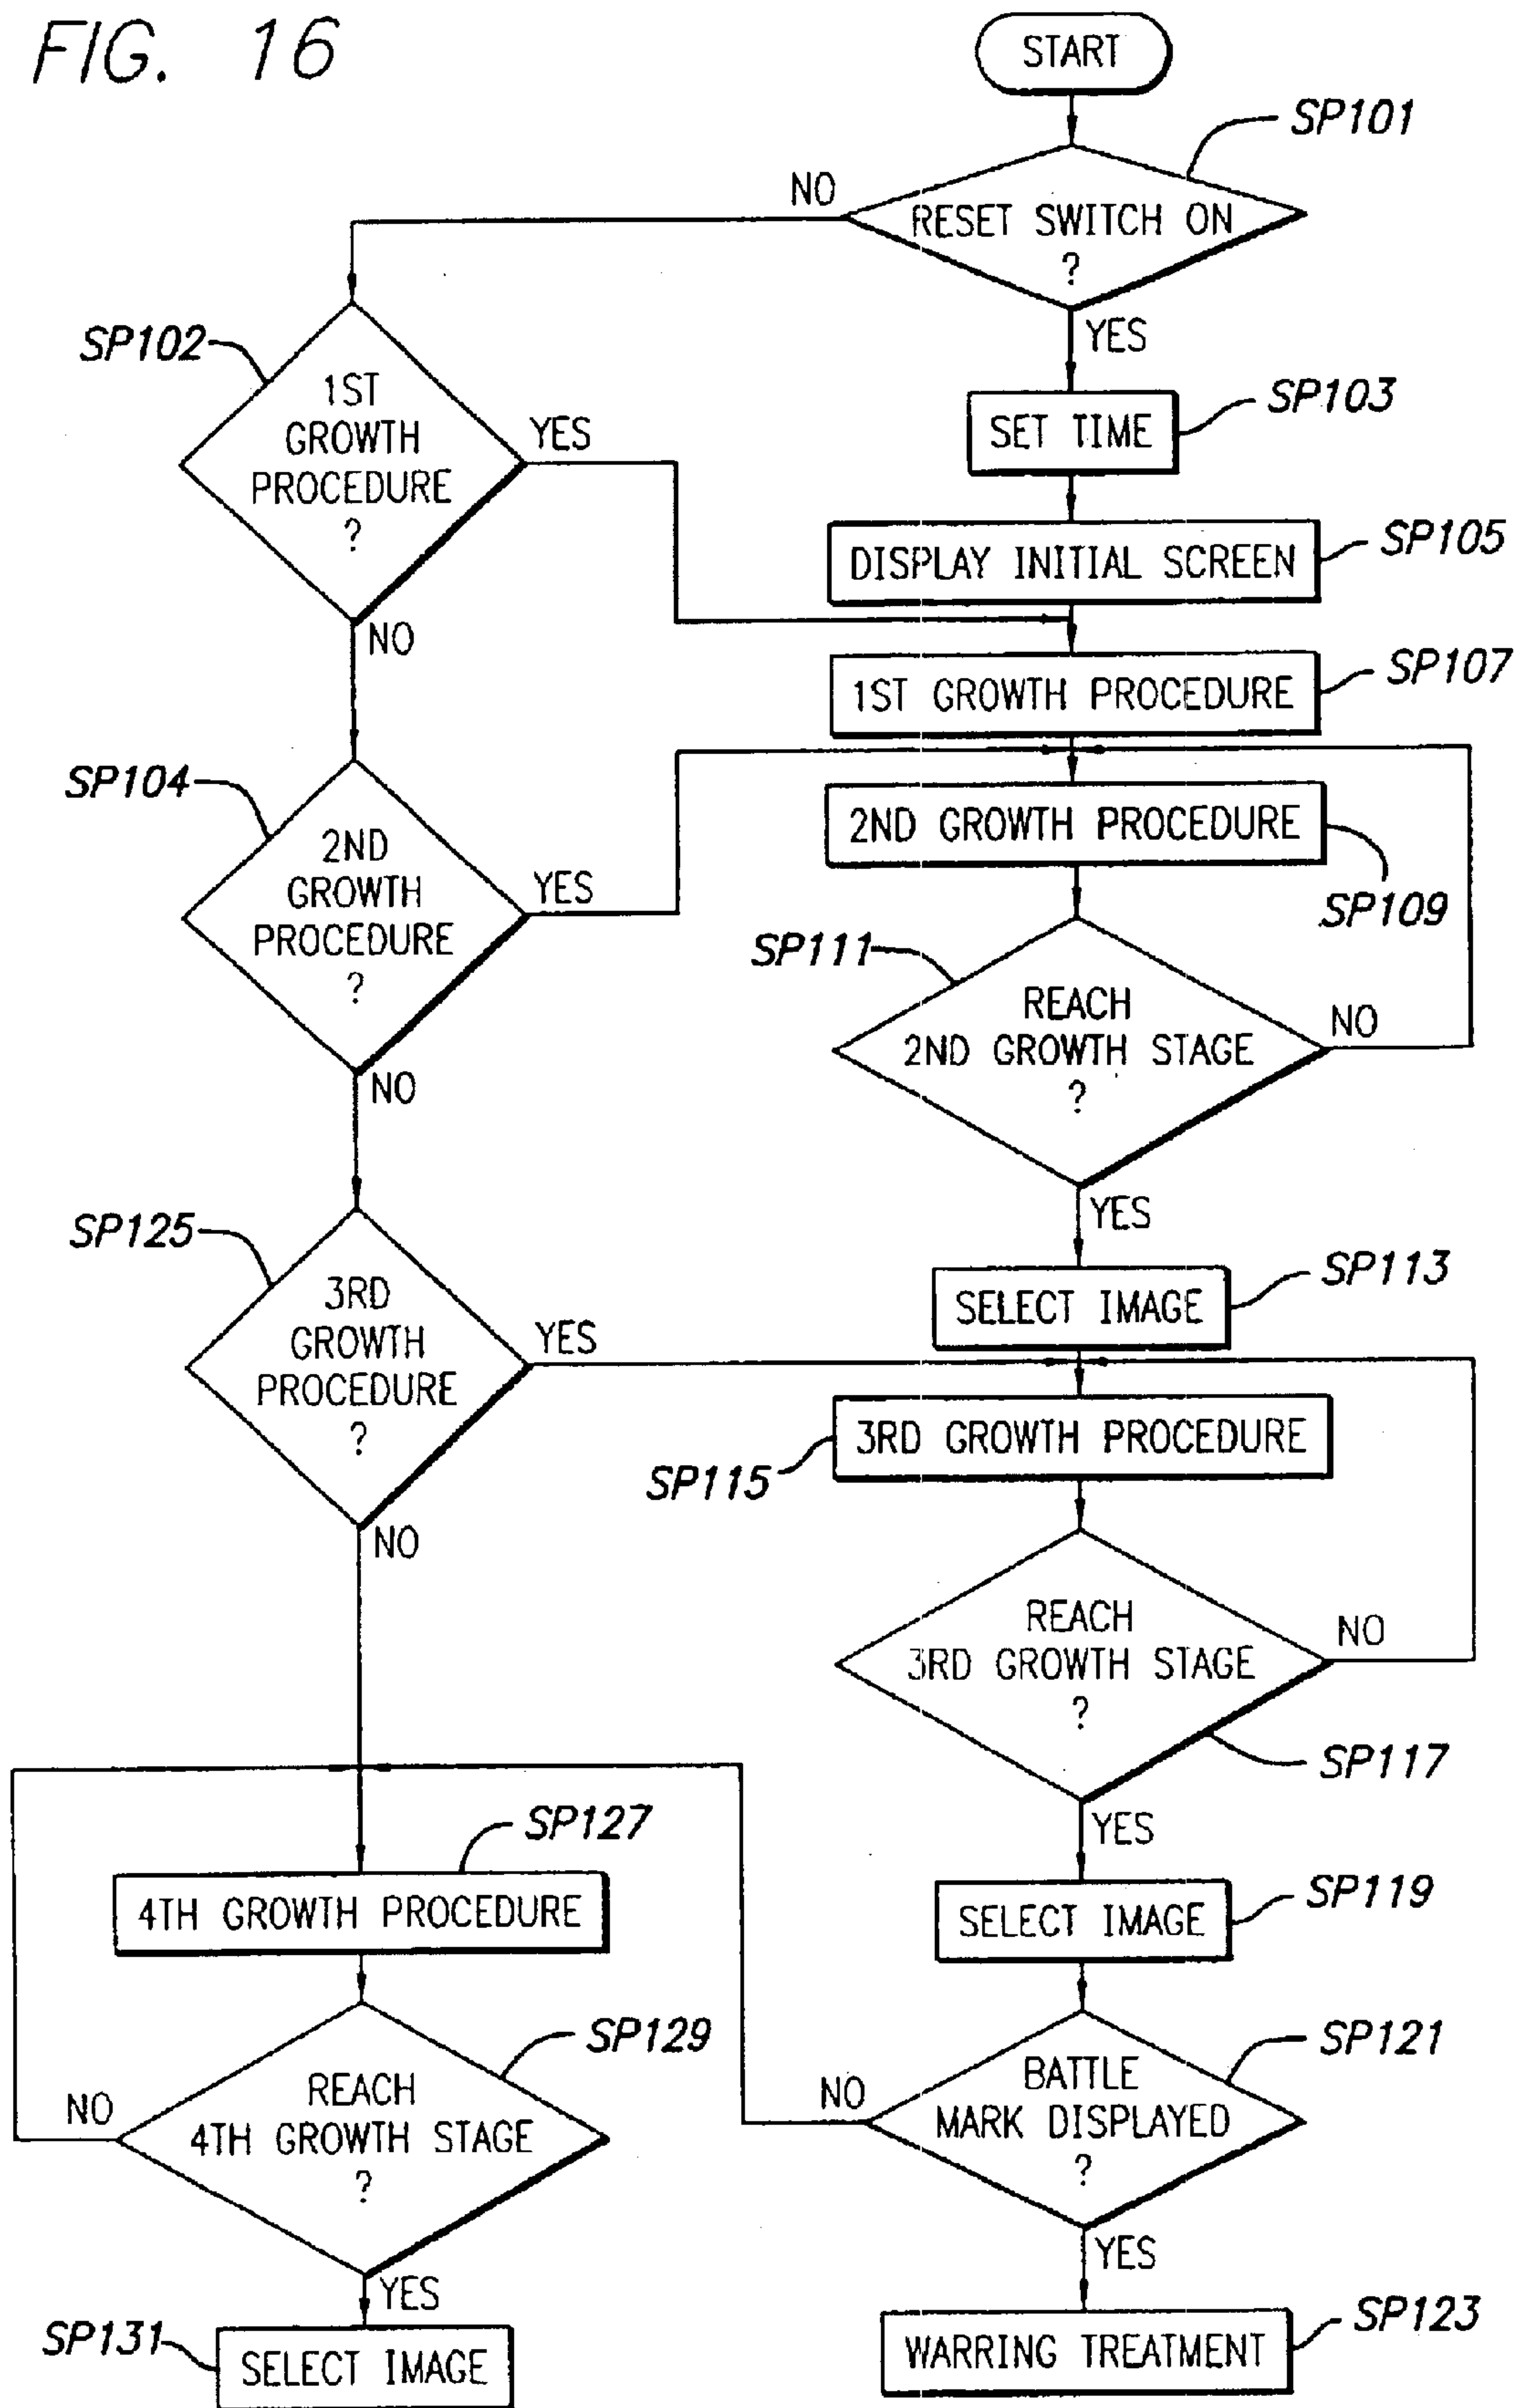 FIG. 16
START
SP101
NO
RESET SWITCH ON
?
YES
SP102
1ST
GROWTH
PROCEDURE
?
YES
NO
SP103
SET TIME
SP105
DISPLAY INITIAL SCREEN
SP107
1ST GROWTH PROCEDURE
SP104
2ND
GROWTH
PROCEDURE
?
YES
NO
2ND GROWTH PROCEDURE
SP109
SP111
REACH
2ND GROWTH STAGE
?
NO
YES
SP125
3RD
GROWTH
PROCEDURE
?
YES
NO
SP113
SELECT IMAGE
3RD GROWTH PROCEDURE
SP115
REACH
3RD GROWTH STAGE
?
NO
SP117
YES
SP127
4TH GROWTH PROCEDURE
SP119
SELECT IMAGE
SP129
REACH
4TH GROWTH STAGE
?
NO
YES
SP121
BATTLE
MARK DISPLAYED
?
NO
YES
SP131
SELECT IMAGE
SP123
WARRING TREATMENT